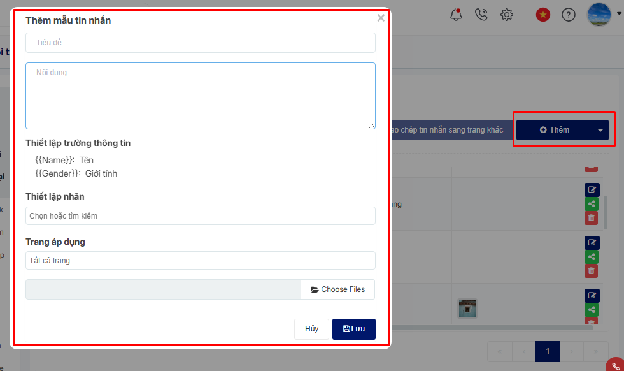 Thêm mẫu tin nhắn
×
Tiêu đề
Nội dung
Thiết lập trường thông tin
{{Name}}: Tên
{{Gender}}: Giới tính
Thiết lập nhãn
Chọn hoặc tìm kiếm
Trang áp dụng
Tất cả trang
Choose Files
Hủy
Lưu
chép tin nhắn sang trang khác
Thêm
1